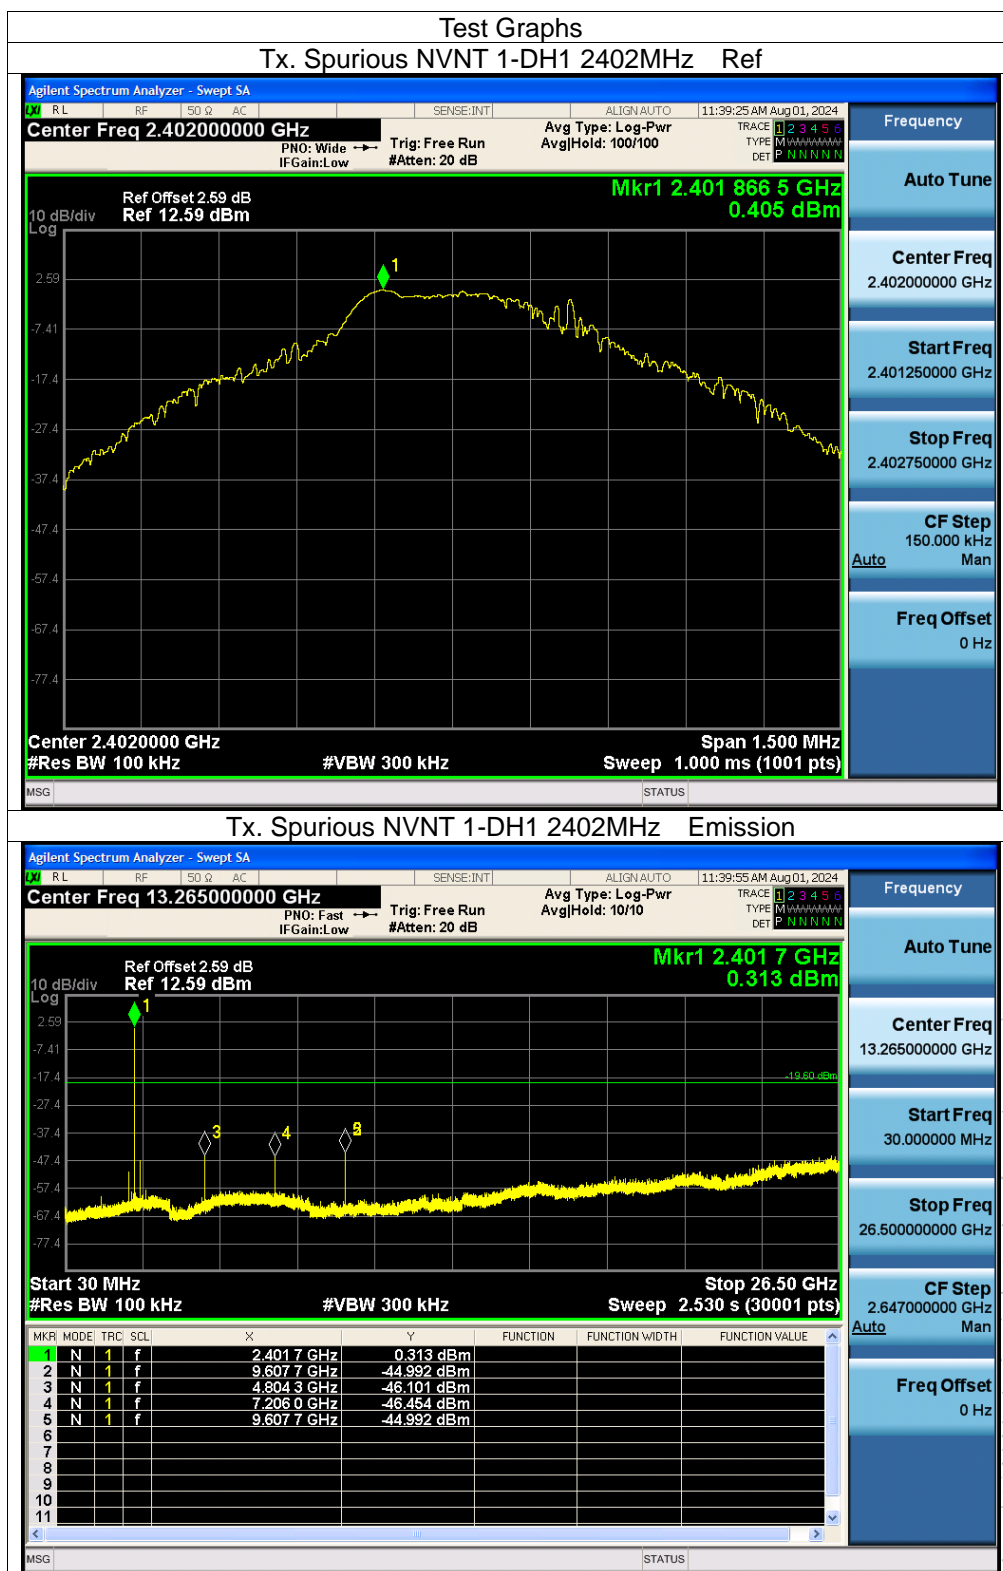 Test Graphs
Tx. Spurious NVNT 1-DH1 2402MHz Ref
Agilent Spectrum Analyzer - Swept SA
LXI RL RF 50 Ω AC SENSE:INT ALIGN AUTO 11:39:25 AM Aug 01, 2024
Center Freq 2.402000000 GHz
PNO: Wide
IFGain:Low
Trig: Free Run
#Atten: 20 dB
Avg Type: Log-Pwr
Avg|Hold: 100/100
TRACE 1 2 3 4 5 6
TYPE M WWWWW
DET P N N N N N
Frequency
Auto Tune
Center Freq
2.402000000 GHz
Start Freq
2.401250000 GHz
Stop Freq
2.402750000 GHz
CF Step
150.000 kHz
Auto Man
Freq Offset
0 Hz
Mkr1 2.401 866 5 GHz
0.405 dBm
Ref Offset 2.59 dB
10 dB/div Ref 12.59 dBm
Log
1
2.59
-7.41
-17.4
-27.4
-37.4
-47.4
-57.4
-67.4
-77.4
Center 2.4020000 GHz Span 1.500 MHz
#Res BW 100 kHz #VBW 300 kHz Sweep 1.000 ms (1001 pts)
MSG STATUS
Tx. Spurious NVNT 1-DH1 2402MHz Emission
Agilent Spectrum Analyzer - Swept SA
LXI RL RF 50 Ω AC SENSE:INT ALIGN AUTO 11:39:55 AM Aug 01, 2024
Center Freq 13.265000000 GHz
PNO: Fast
IFGain:Low
Trig: Free Run
#Atten: 20 dB
Avg Type: Log-Pwr
Avg|Hold: 10/10
TRACE 1 2 3 4 5 6
TYPE M WWWWW
DET P N N N N N
Frequency
Auto Tune
Center Freq
13.265000000 GHz
Start Freq
30.000000 MHz
Stop Freq
26.500000000 GHz
CF Step
2.647000000 GHz
Auto Man
Freq Offset
0 Hz
Mkr1 2.401 7 GHz
0.313 dBm
Ref Offset 2.59 dB
10 dB/div Ref 12.59 dBm
Log
1
2.59
-7.41
-17.4
-19.60 dBm
-27.4
-37.4
3 4
-47.4
-57.4
-67.4
-77.4
Start 30 MHz Stop 26.50 GHz
#Res BW 100 kHz #VBW 300 kHz Sweep 2.530 s (30001 pts)
MKR MODE TRC SCL X Y FUNCTION FUNCTION WIDTH FUNCTION VALUE
1 N 1 f 2.401 7 GHz 0.313 dBm
2 N 1 f 9.607 7 GHz -44.992 dBm
3 N 1 f 4.804 3 GHz -46.101 dBm
4 N 1 f 7.206 0 GHz -46.454 dBm
5 N 1 f 9.607 7 GHz -44.992 dBm
6
7
8
9
10
11
MSG STATUS